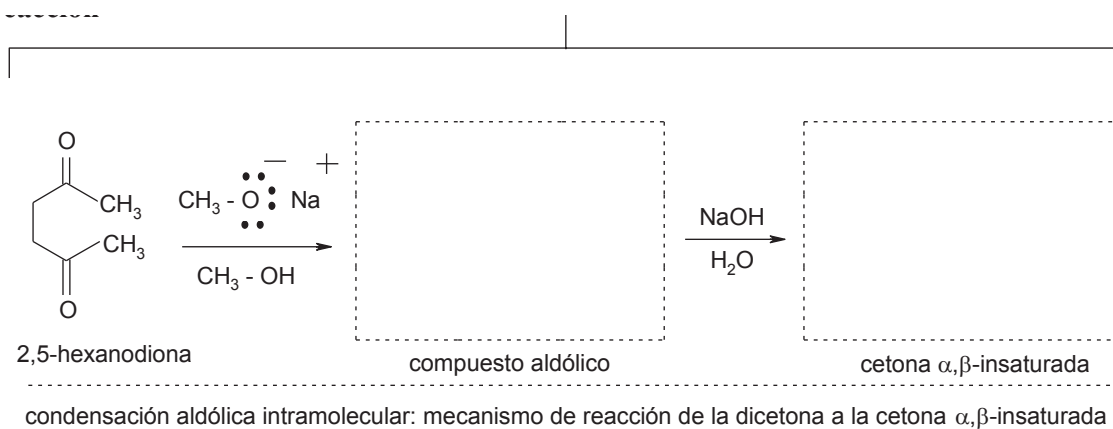 O
CH3
CH3
O
2,5-hexanodiona
CH3 - O : Na
− +
CH3 - OH
compuesto aldólico
NaOH
H2O
cetona α,β-insaturada
condensación aldólica intramolecular: mecanismo de reacción de la dicetona a la cetona α,β-insaturada